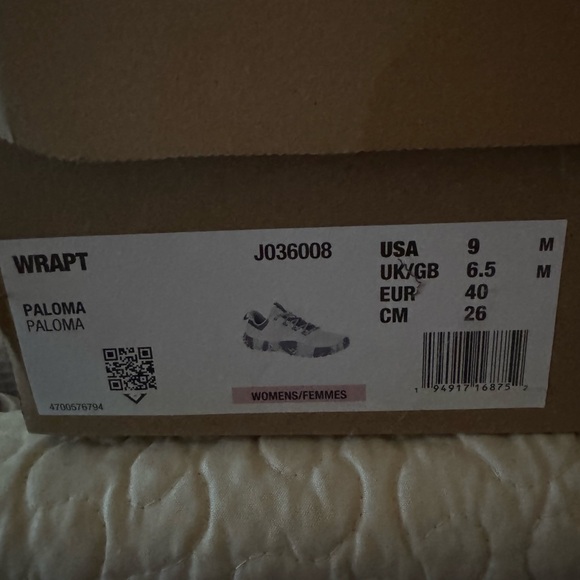 WRAPT
J036008
USA 9 M
UK/GB 6.5 M
EUR 40
CM 26
PALOMA
PALOMA
WOMENS/FEMMES
4700576794
1 94917 16875 2